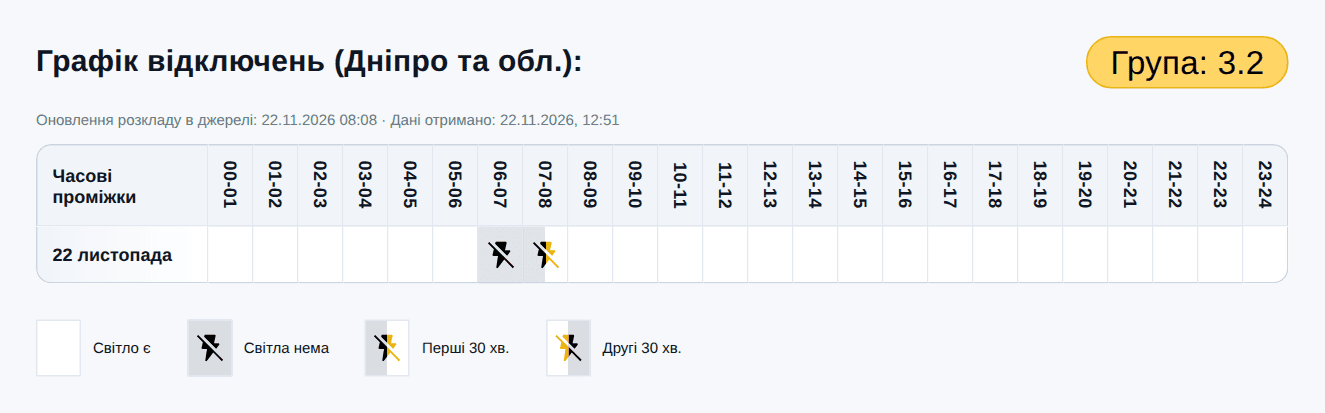 Графік відключень (Дніпро та обл.):
Група: 3.2
Оновлення розкладу в джерелі: 22.11.2026 08:08 · Дані отримано: 22.11.2026, 12:51
Часові
проміжки
00-01
01-02
02-03
03-04
04-05
05-06
06-07
07-08
08-09
09-10
10-11
11-12
12-13
13-14
14-15
15-16
16-17
17-18
18-19
19-20
20-21
21-22
22-23
23-24
22 листопада
Світло є
Світла нема
Перші 30 хв.
Другі 30 хв.